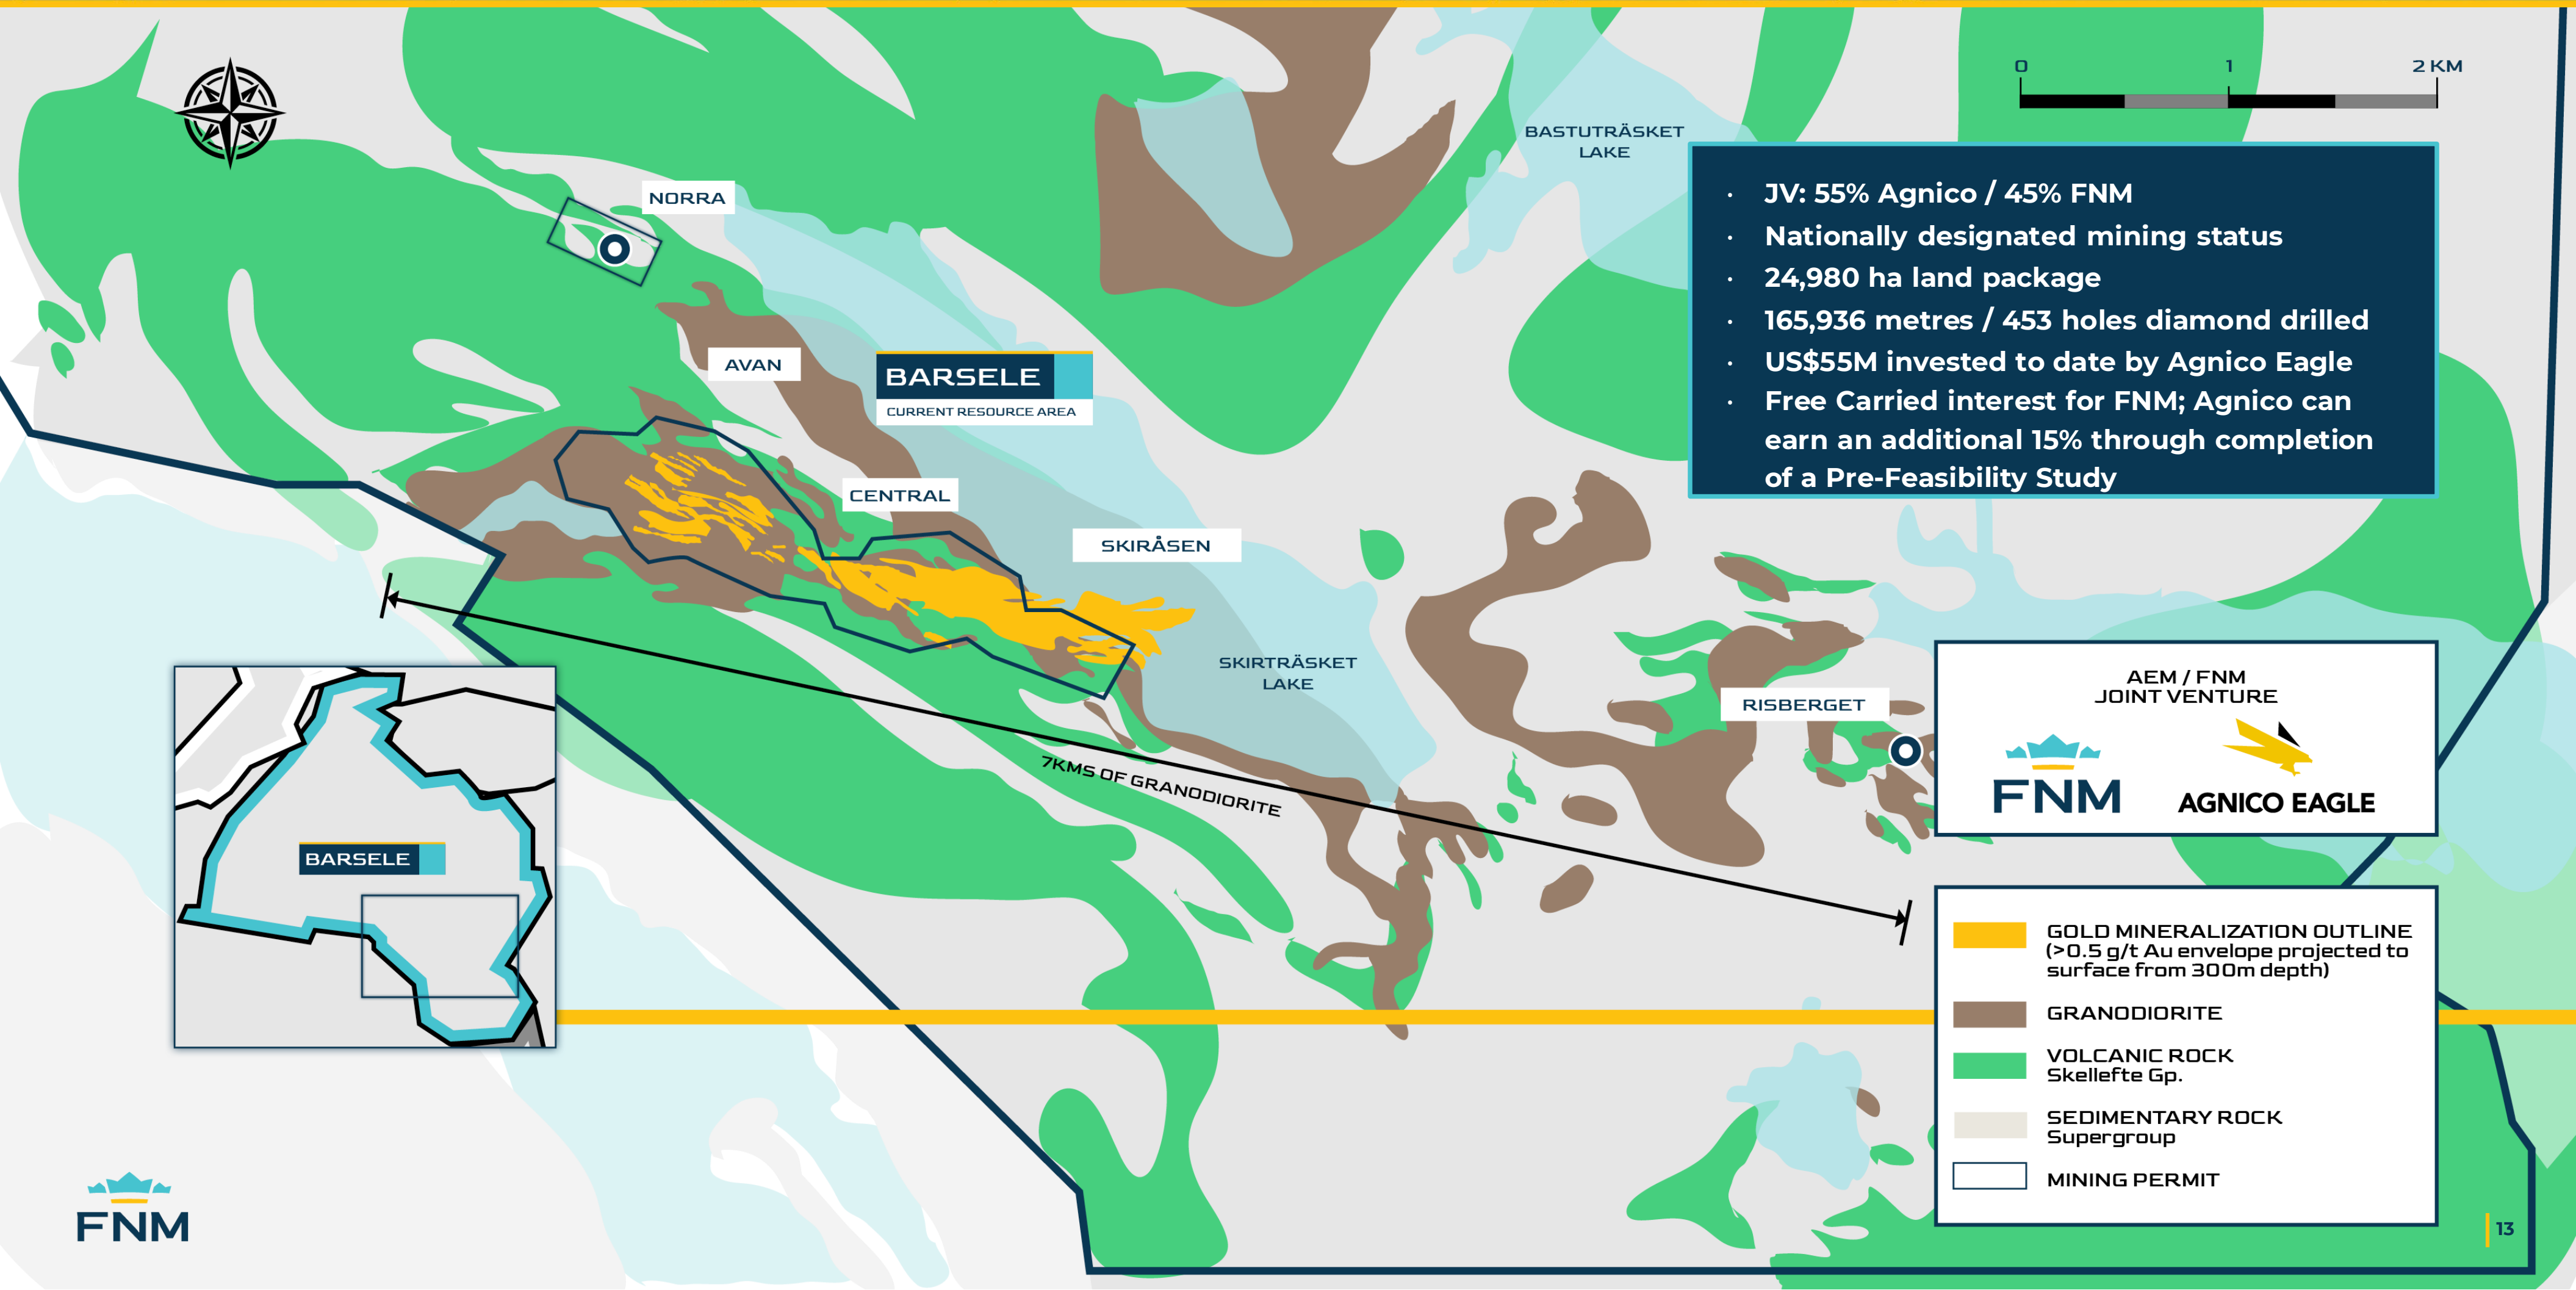 0 1 2 KM
BASTUTRÄSKET
LAKE
JV: 55% Agnico / 45% FNM
Nationally designated mining status
24,980 ha land package
165,936 metres / 453 holes diamond drilled
US$55M invested to date by Agnico Eagle
Free Carried interest for FNM; Agnico can
earn an additional 15% through completion
of a Pre-Feasibility Study
NORRA
AVAN
BARSELE
CURRENT RESOURCE AREA
CENTRAL
SKIRÅSEN
SKIRTRÄSKET
LAKE
RISBERGET
7KMS OF GRANODIORITE
AEM / FNM
JOINT VENTURE
FNM
AGNICO EAGLE
BARSELE
GOLD MINERALIZATION OUTLINE
(>0.5 g/t Au envelope projected to
surface from 300m depth)
GRANODIORITE
VOLCANIC ROCK
Skellefte Gp.
SEDIMENTARY ROCK
Supergroup
MINING PERMIT
FNM
13